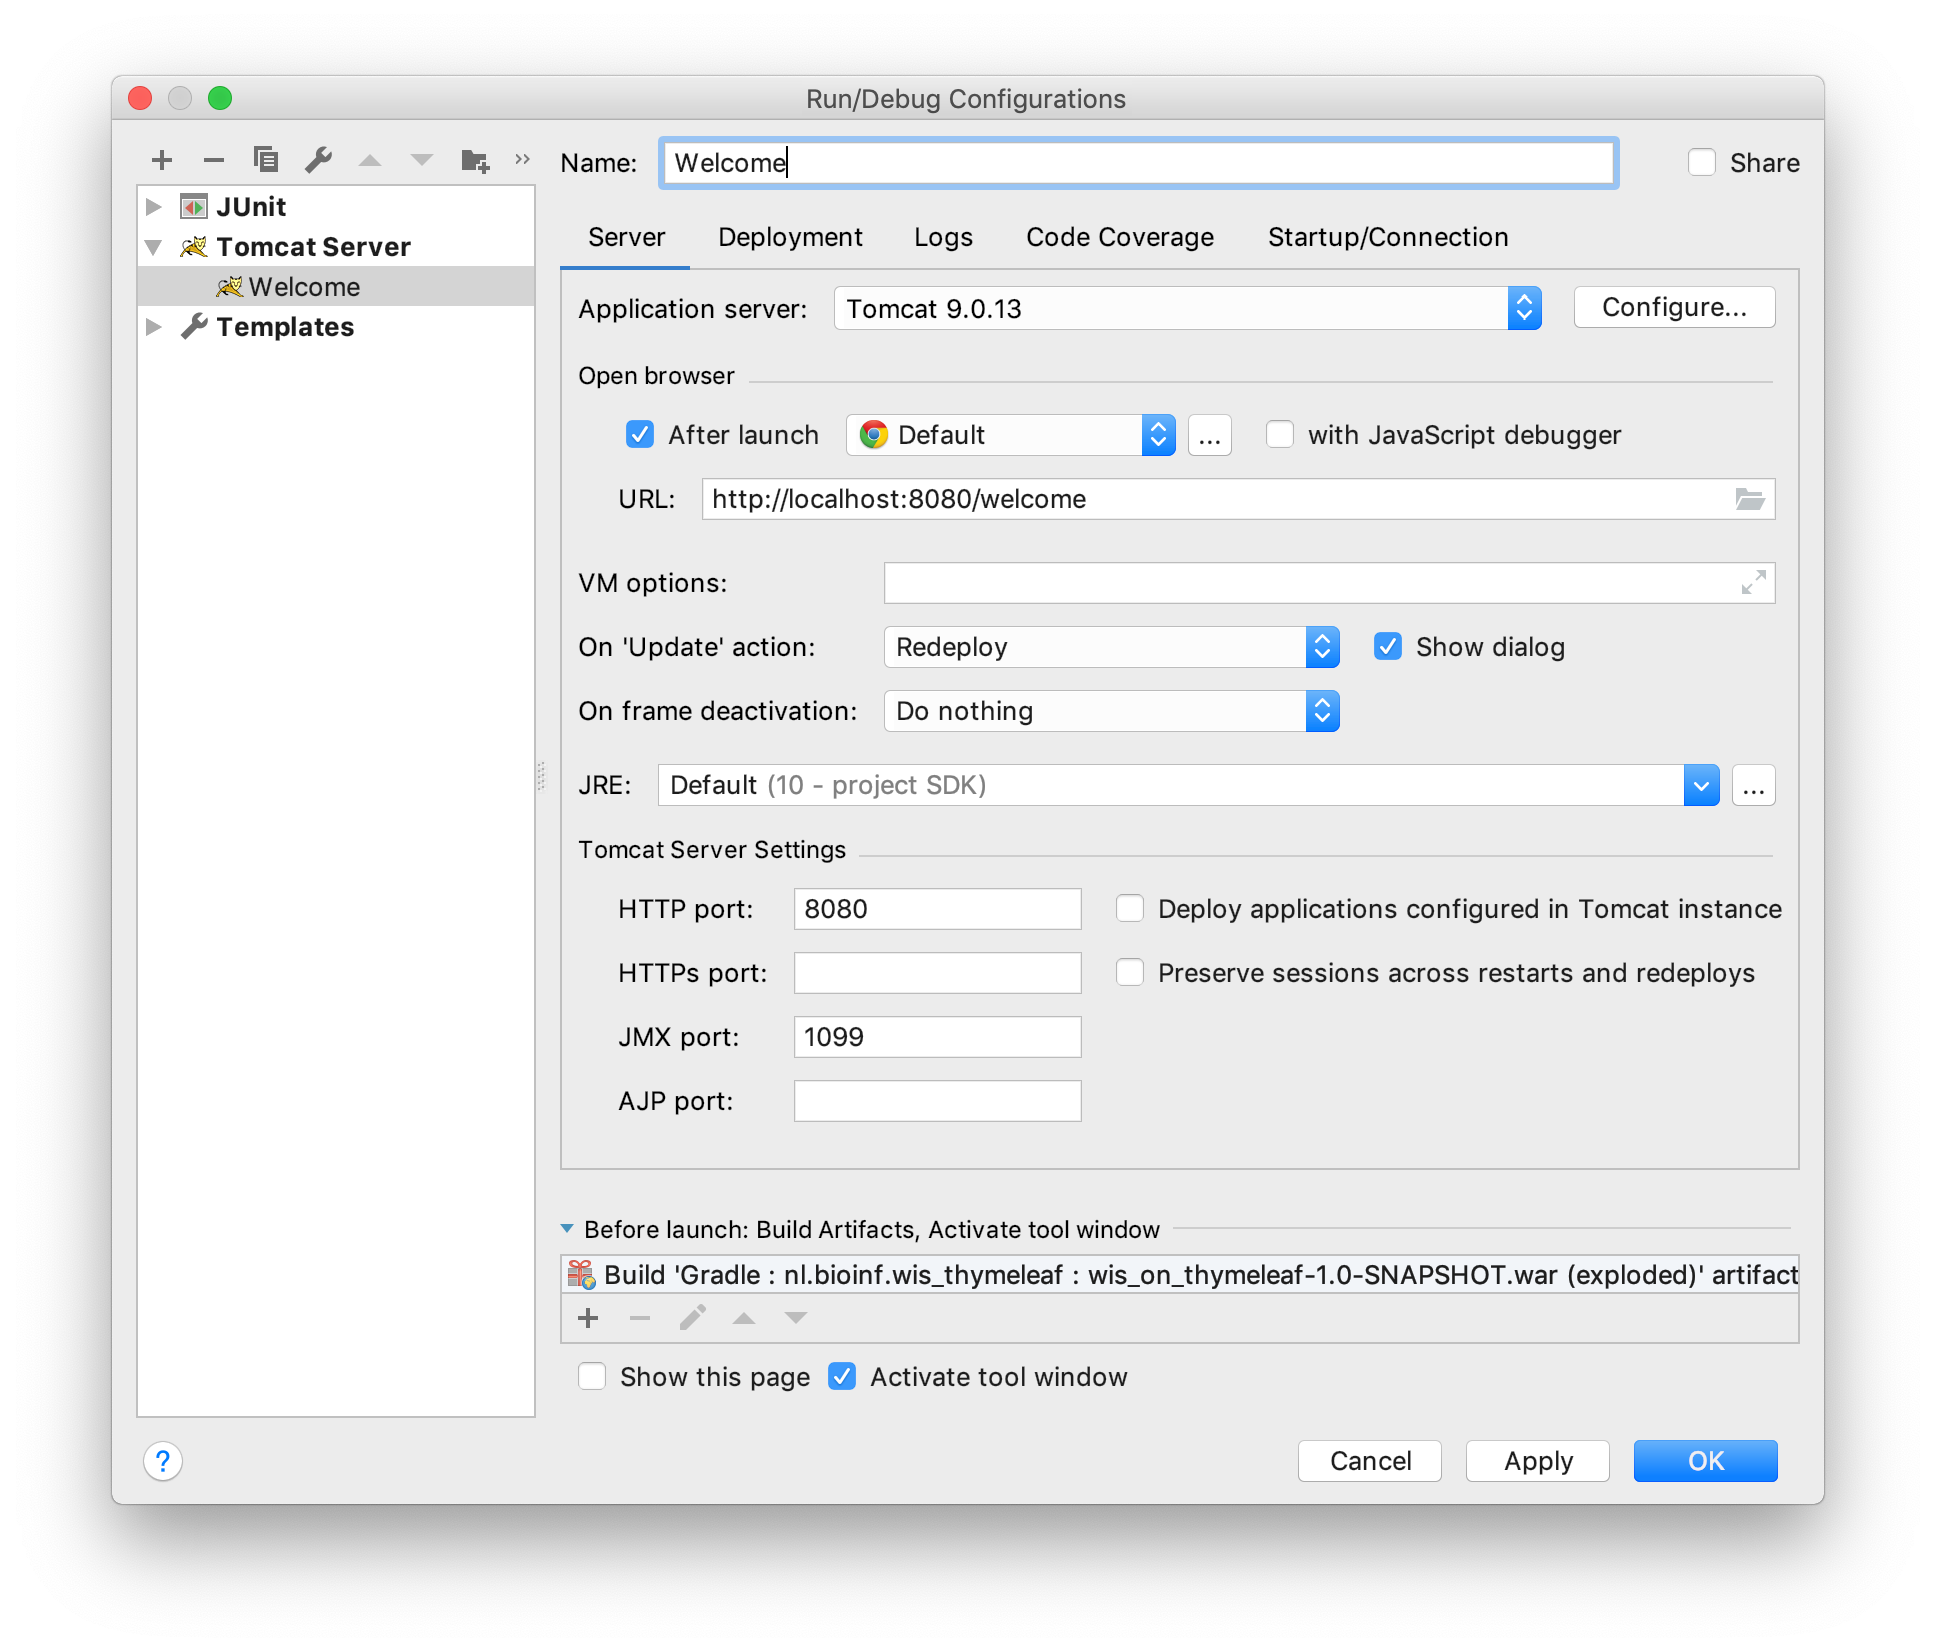 Run/Debug Configurations
Name: Welcome Share
JUnit
Tomcat Server
Welcome
Templates
Server Deployment Logs Code Coverage Startup/Connection
Application server: Tomcat 9.0.13 Configure...
Open browser
After launch Default ... with JavaScript debugger
URL: http://localhost:8080/welcome
VM options:
On 'Update' action: Redeploy Show dialog
On frame deactivation: Do nothing
JRE: Default (10 - project SDK) ...
Tomcat Server Settings
HTTP port: 8080 Deploy applications configured in Tomcat instance
HTTPs port: Preserve sessions across restarts and redeploys
JMX port: 1099
AJP port:
Before launch: Build Artifacts, Activate tool window
Build 'Gradle : nl.bioinf.wis_thymeleaf : wis_on_thymeleaf-1.0-SNAPSHOT.war (exploded)' artifact
Show this page Activate tool window
? Cancel Apply OK